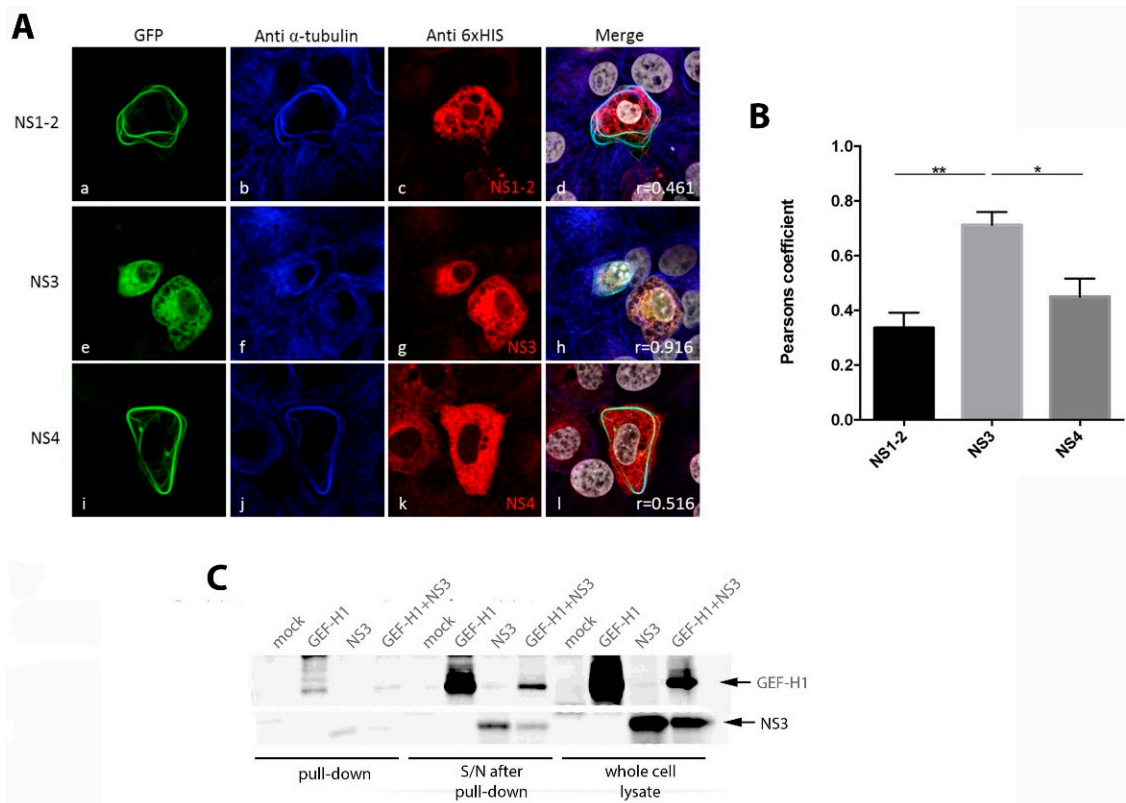 A
GFP Anti α-tubulin Anti 6xHIS Merge
NS1-2
a b c NS1-2 d r=0.461
NS3
e f g NS3 h r=0.916
NS4
i j k NS4 l r=0.516
B
Pearsons coefficient
1.0
0.8
0.6
0.4
0.2
0.0
** *
NS1-2 NS3 NS4
C
mock GEF-H1 NS3 GEF-H1+NS3 mock GEF-H1 NS3 GEF-H1+NS3 mock GEF-H1 NS3 GEF-H1+NS3
GEF-H1
NS3
pull-down S/N after whole cell
pull-down lysate